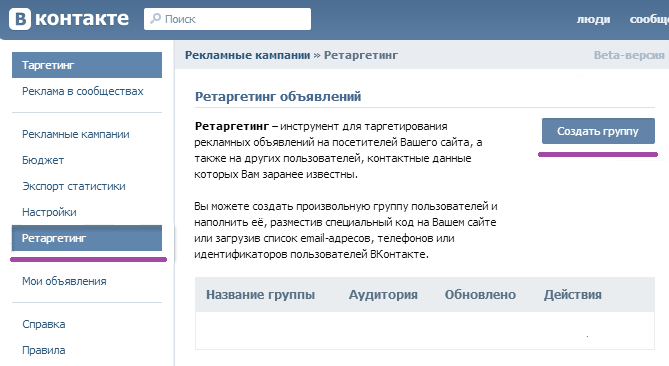 В контакте
Поиск
люди сообщ
Таргетинг
Реклама в сообществах
Рекламные кампании
Бюджет
Экспорт статистики
Настройки
Ретаргетинг
Мои объявления
Справка
Правила
Рекламные кампании » Ретаргетинг
Beta-версия
Ретаргетинг объявлений
Ретаргетинг – инструмент для таргетирования
рекламных объявлений на посетителей Вашего сайта, а
также на других пользователей, контактные данные
которых Вам заранее известны.
Создать группу
Вы можете создать произвольную группу пользователей и
наполнить её, разместив специальный код на Вашем сайте
или загрузив список email-адресов, телефонов или
идентификаторов пользователей ВКонтакте.
Название группы Аудитория Обновлено Действия